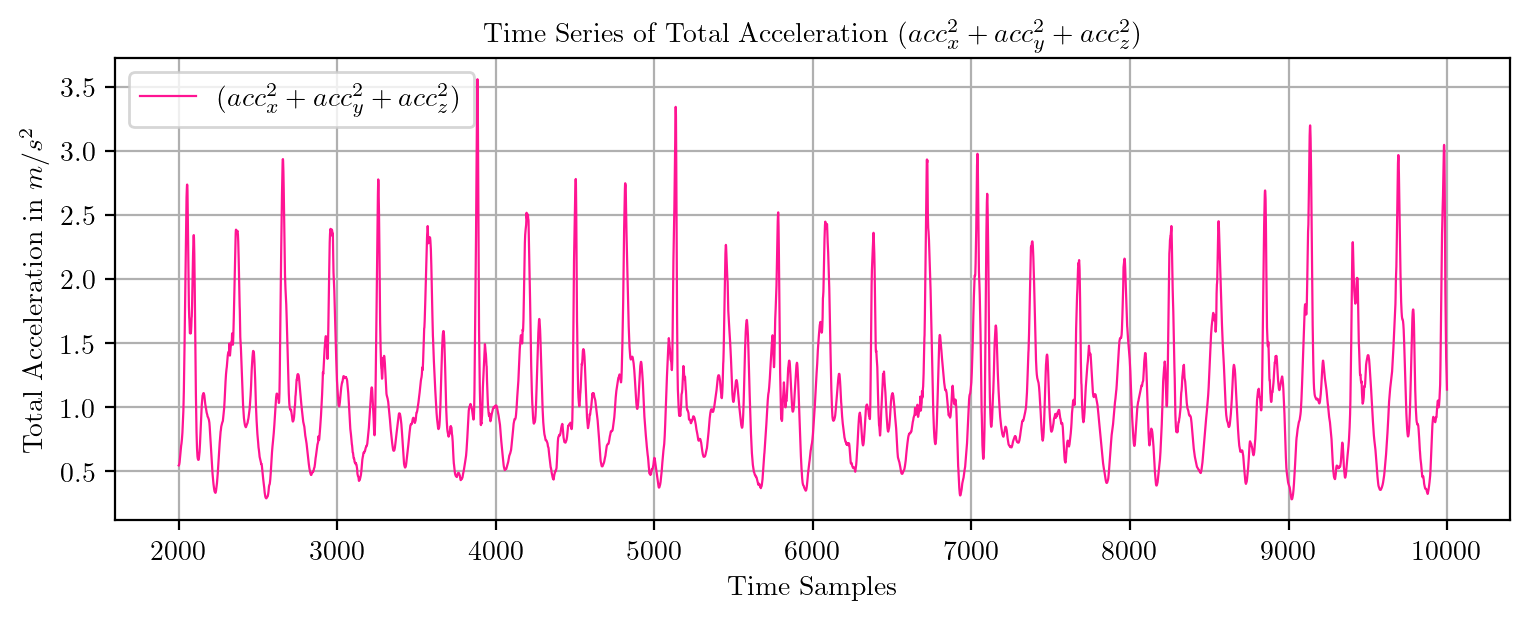 Time Series of Total Acceleration $(acc_x^2 + acc_y^2 + acc_z^2)$
$(acc_x^2 + acc_y^2 + acc_z^2)$
Total Acceleration in $m/s^2$
3.5
3.0
2.5
2.0
1.5
1.0
0.5
2000 3000 4000 5000 6000 7000 8000 9000 10000
Time Samples